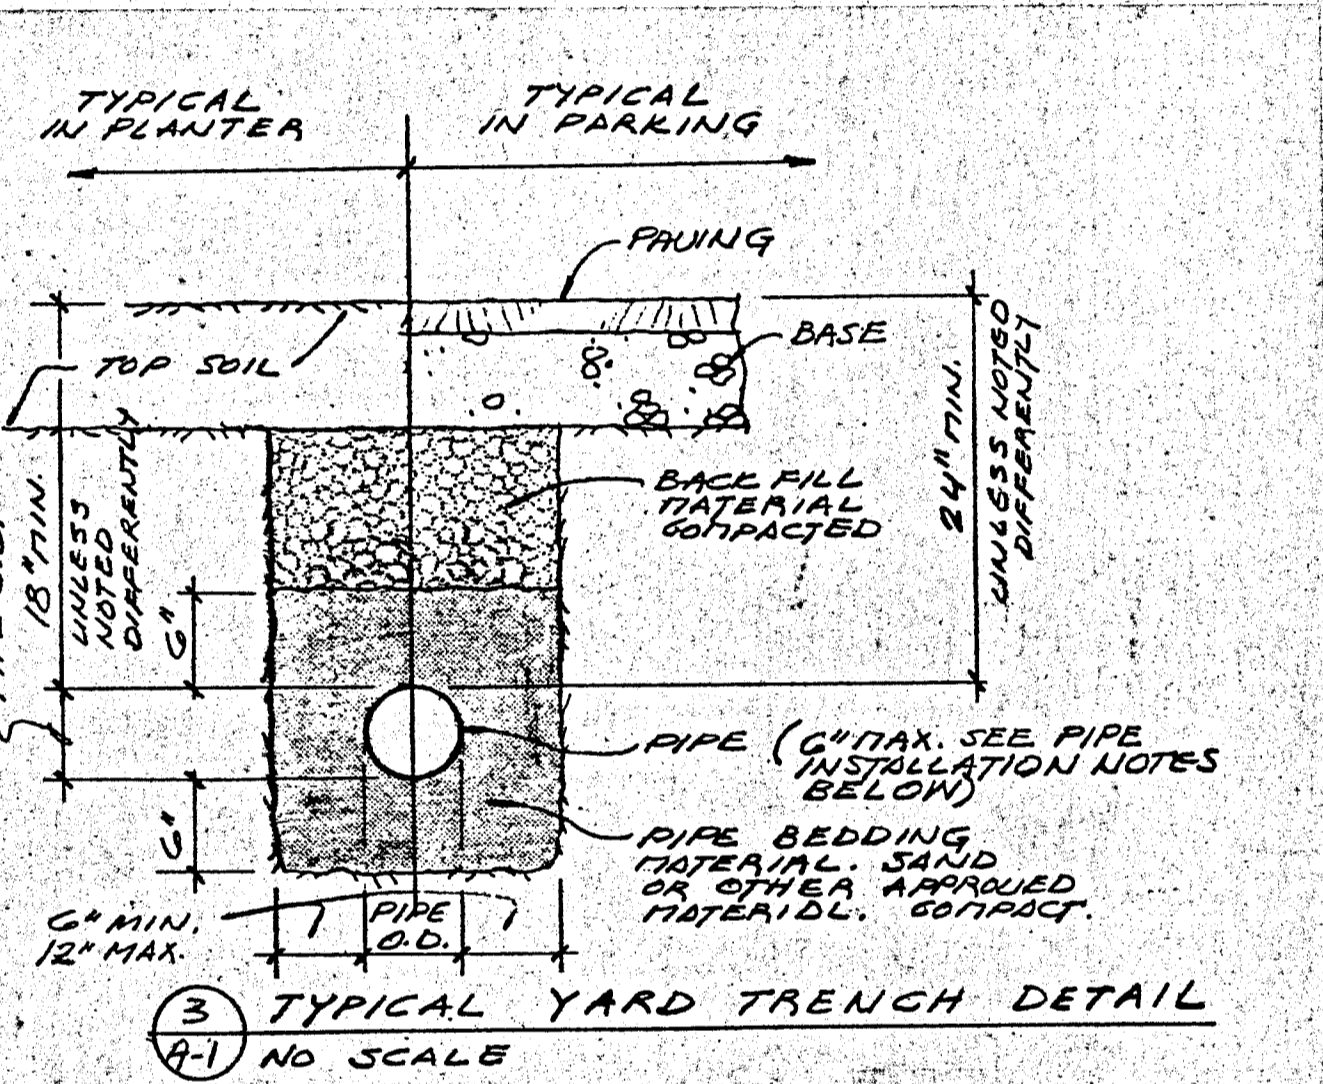 TYPICAL
IN PLANTER
TYPICAL
IN PARKING
PAVING
BASE
TOP SOIL
18" MIN.
UNLESS
NOTED
DIFFERENTLY
6"
24" MIN.
UNLESS NOTED
DIFFERENTLY
BACK FILL
MATERIAL
COMPACTED
PIPE (6" MAX. SEE PIPE
INSTALLATION NOTES
BELOW)
6"
PIPE BEDDING
MATERIAL. SAND
OR OTHER APPROVED
MATERIAL. COMPACT.
6" MIN.
12" MAX.
PIPE
O.D.
3
A-1
TYPICAL YARD TRENCH DETAIL
NO SCALE